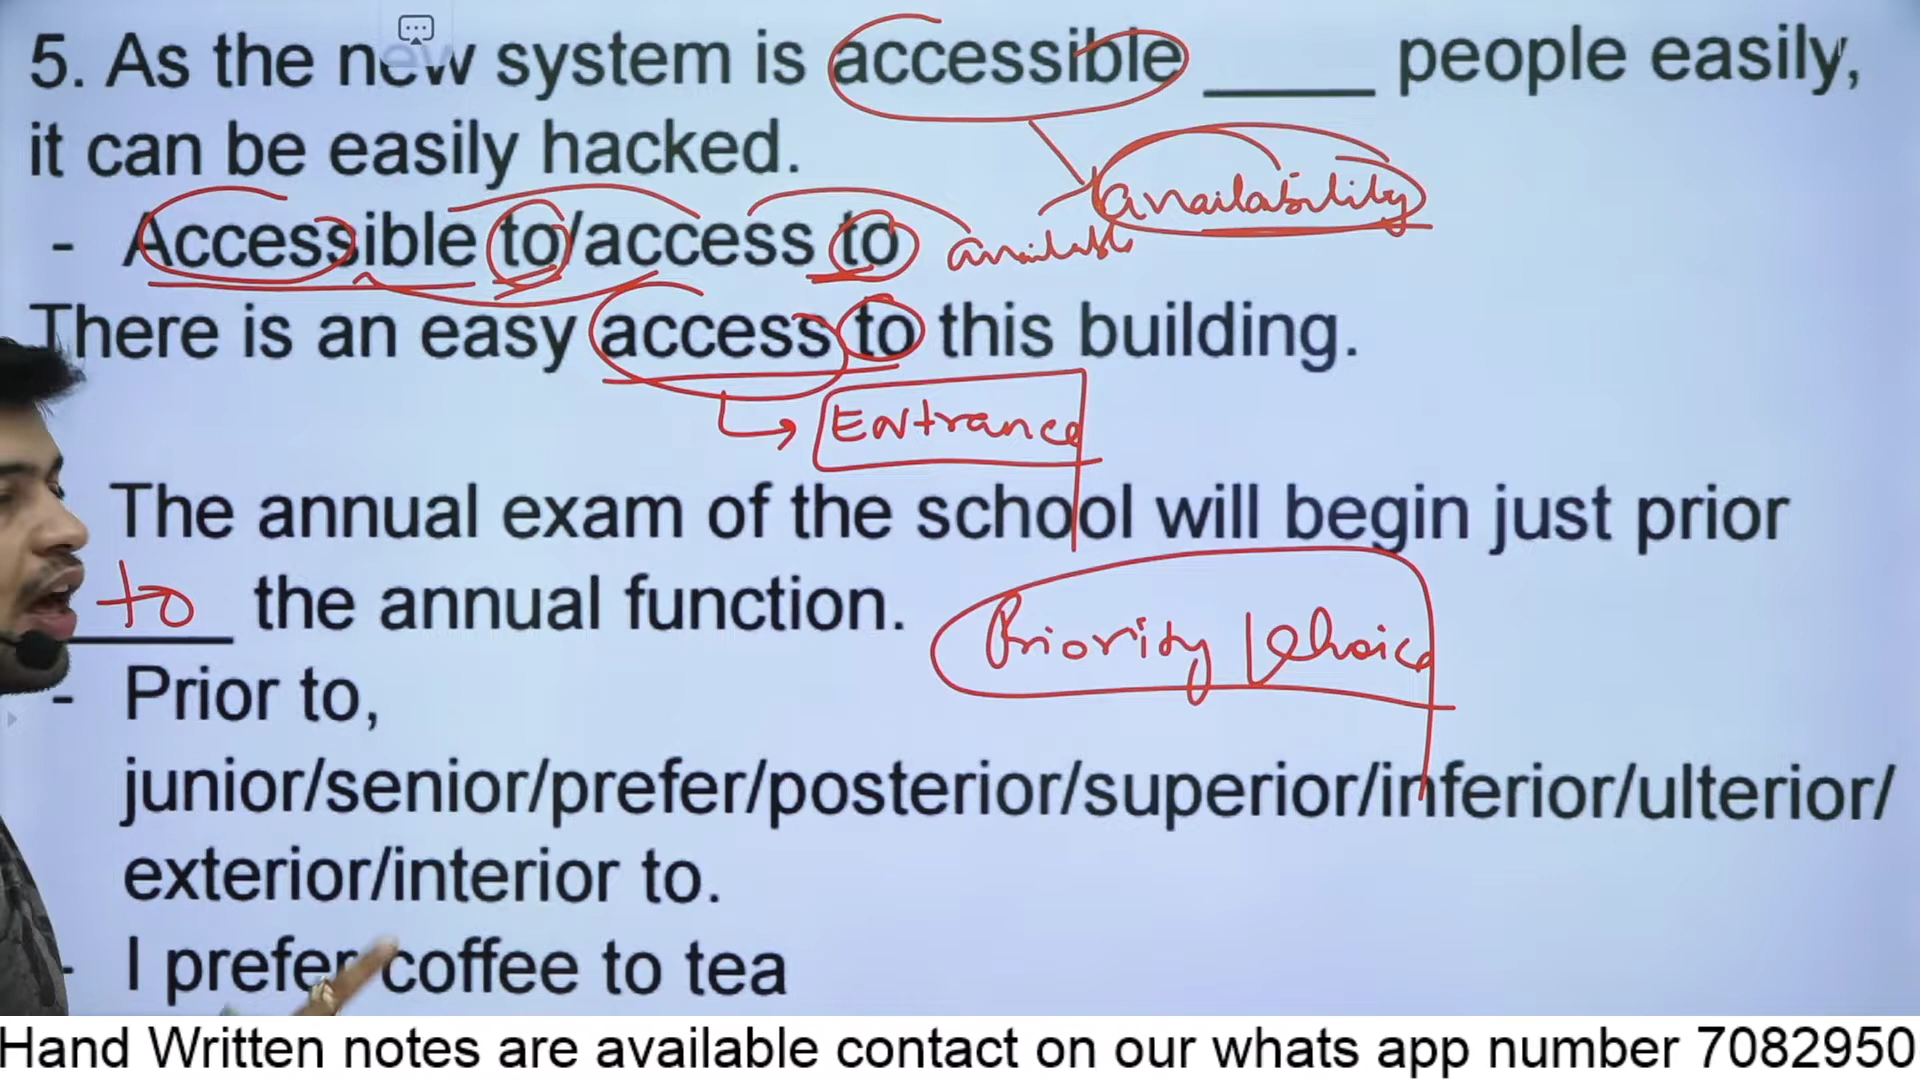 5. As the new system is accessible _____ people easily,
it can be easily hacked.
availability
- Accessible to/access to available
There is an easy access to this building.
Entrance
The annual exam of the school will begin just prior
to the annual function.
Priority | choice
- Prior to,
junior/senior/prefer/posterior/superior/inferior/ulterior/
exterior/interior to.
- I prefer coffee to tea
Hand Written notes are available contact on our whats app number 7082950